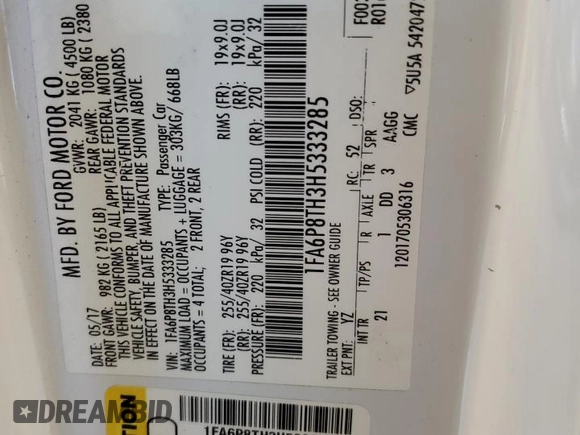 MFD. BY FORD MOTOR CO.
DATE: 05/17 GVWR: 2041 KG ( 4500 LB)
FRONT GAWR: 982 KG ( 2165 LB) REAR GAWR: 1080 KG ( 2380
THIS VEHICLE CONFORMS TO ALL APPLICABLE FEDERAL MOTOR
VEHICLE SAFETY, BUMPER, AND THEFT PREVENTION STANDARDS
IN EFFECT ON THE DATE OF MANUFACTURE SHOWN ABOVE.
VIN: 1FA6P8TH3H5333285 TYPE: Passenger Car
MAXIMUM LOAD = OCCUPANTS + LUGGAGE = 303KG/ 668LB
OCCUPANTS = 4 TOTAL; 2 FRONT, 2 REAR
TIRE (FR): 255/40ZR19 96Y RIMS (FR): 19x9.0J
TIRE (RR): 255/40ZR19 96Y (RR): 19x9.0J
PRESSURE (FR): 220 kPa/ 32 PSI COLD (RR): 220 kPa/ 32
1FA6P8TH3H5333285
TRAILER TOWING - SEE OWNER GUIDE
EXT PNT: YZ RC: 52 DSO:
INT TR TP/PS R AXLE TR SPR
21 1 DD 3 AAGG
1201705306316 CMC
▽5U5A
DREAMBID